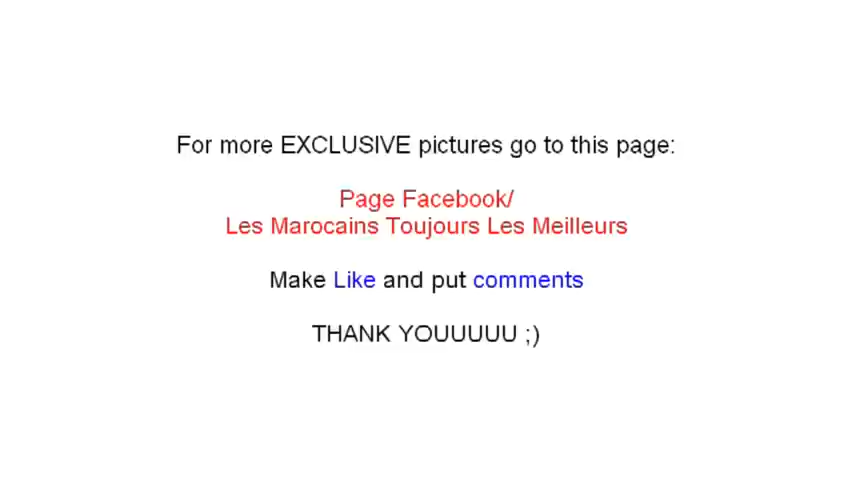 For more EXCLUSIVE pictures go to this page:
Page Facebook/
Les Marocains Toujours Les Meilleurs
Make Like and put comments
THANK YOUUUUU ;)